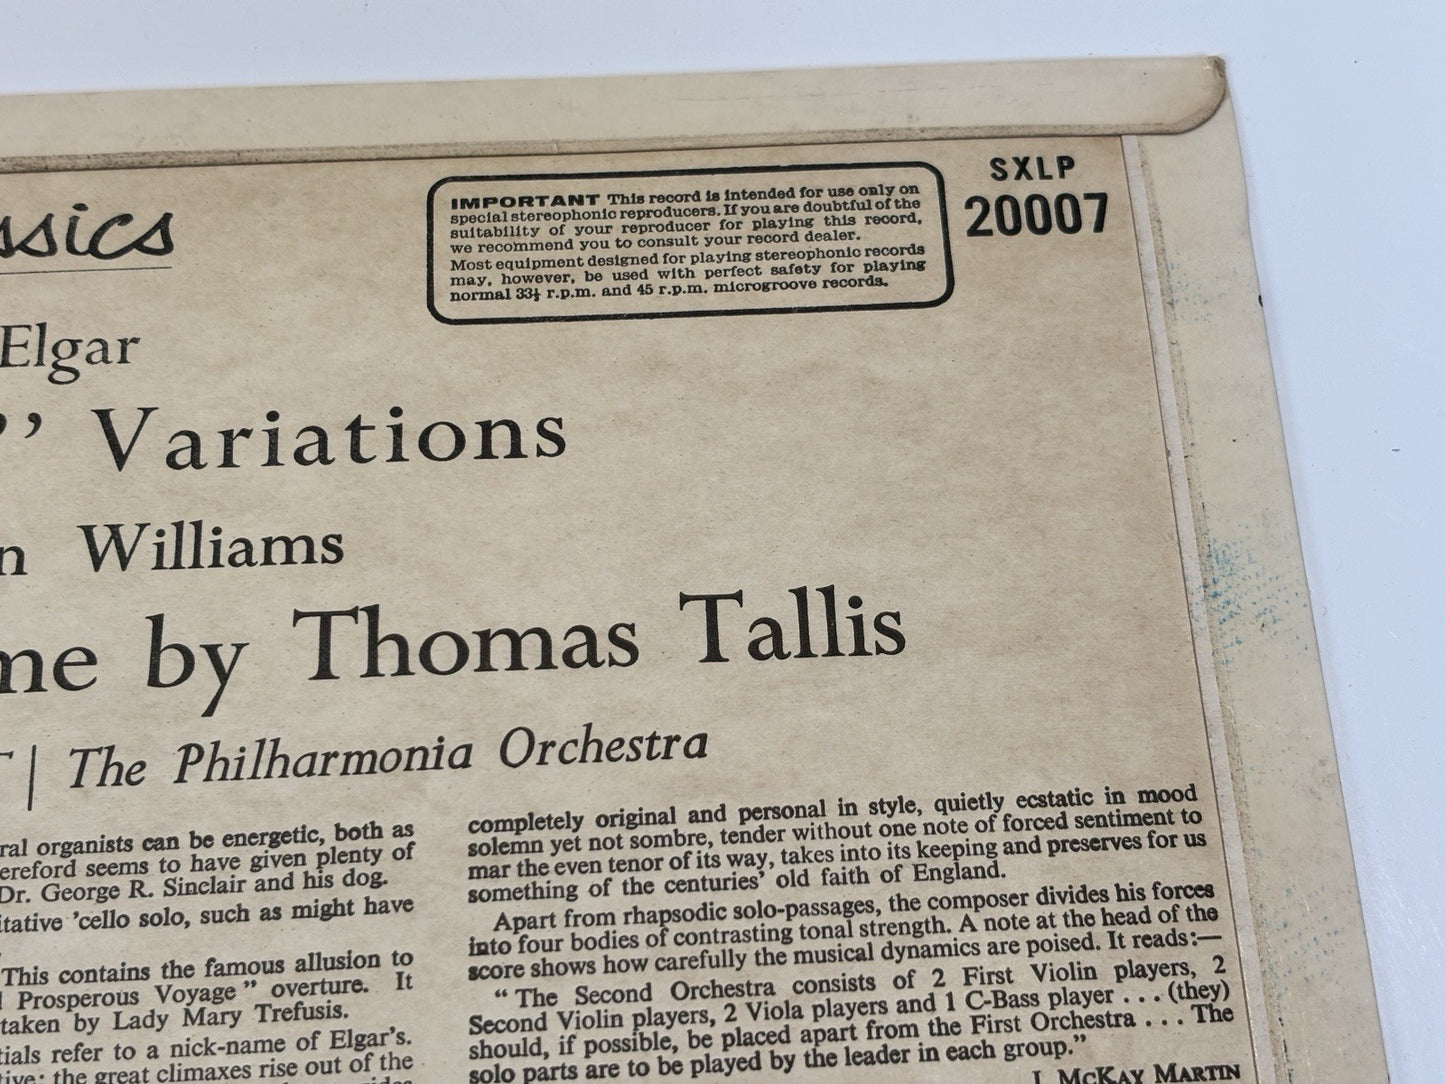 SXLP
20007
IMPORTANT This record is intended for use only on
special stereophonic reproducers. If you are doubtful of the
suitability of your reproducer for playing this record,
we recommend you to consult your record dealer.
Most equipment designed for playing stereophonic records
may, however, be used with perfect safety for playing
normal 33⅓ r.p.m. and 45 r.p.m. microgroove records.
ssics
Elgar
” Variations
n Williams
me by Thomas Tallis
| The Philharmonia Orchestra
ral organists can be energetic, both as
ereford seems to have given plenty of
Dr. George R. Sinclair and his dog.
itative 'cello solo, such as might have
This contains the famous allusion to
l Prosperous Voyage” overture. It
taken by Lady Mary Trefusis.
tials refer to a nick-name of Elgar's.
tive: the great climaxes rise out of the
completely original and personal in style, quietly ecstatic in mood
solemn yet not sombre, tender without one note of forced sentiment to
mar the even tenor of its way, takes into its keeping and preserves for us
something of the centuries' old faith of England.
Apart from rhapsodic solo-passages, the composer divides his forces
into four bodies of contrasting tonal strength. A note at the head of the
score shows how carefully the musical dynamics are poised. It reads:—
“The Second Orchestra consists of 2 First Violin players, 2
Second Violin players, 2 Viola players and 1 C-Bass player . . . (they)
should, if possible, be placed apart from the First Orchestra . . . The
solo parts are to be played by the leader in each group.”
J. McKAY MARTIN